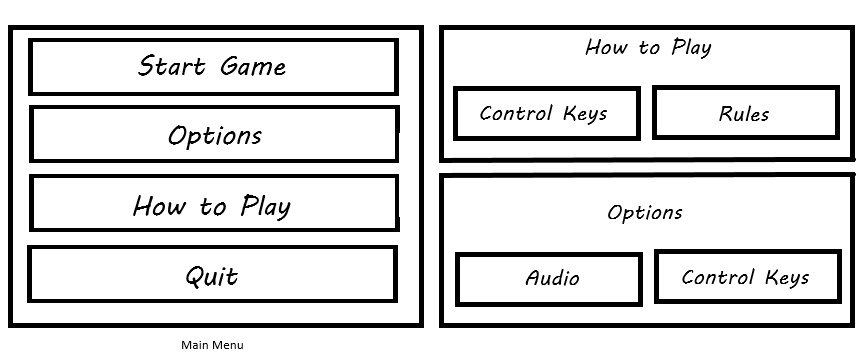 Start Game
Options
How to Play
Quit
Main Menu
How to Play
Control Keys
Rules
Options
Audio
Control Keys